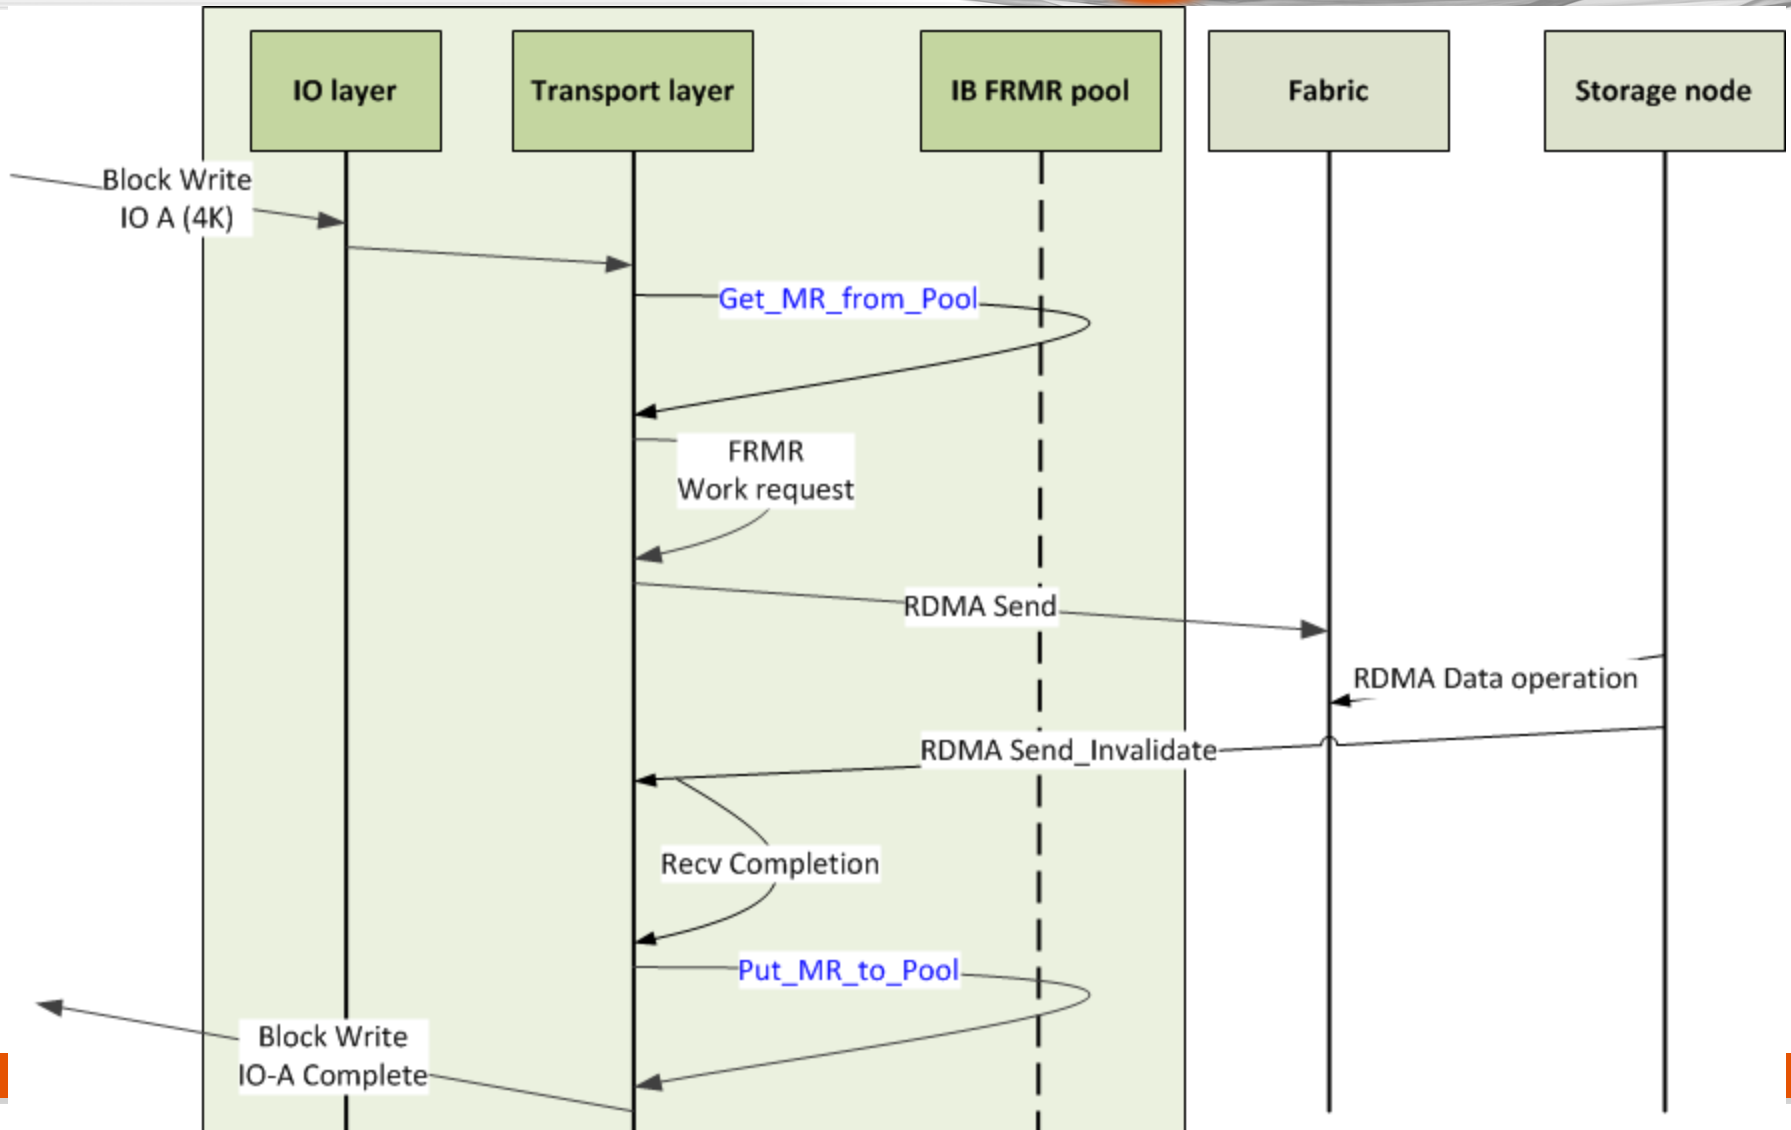 IO layer
Transport layer
IB FRMR pool
Fabric
Storage node
Block Write
IO A (4K)
Get_MR_from_Pool
FRMR
Work request
RDMA Send
RDMA Data operation
RDMA Send_Invalidate
Recv Completion
Put_MR_to_Pool
Block Write
IO-A Complete